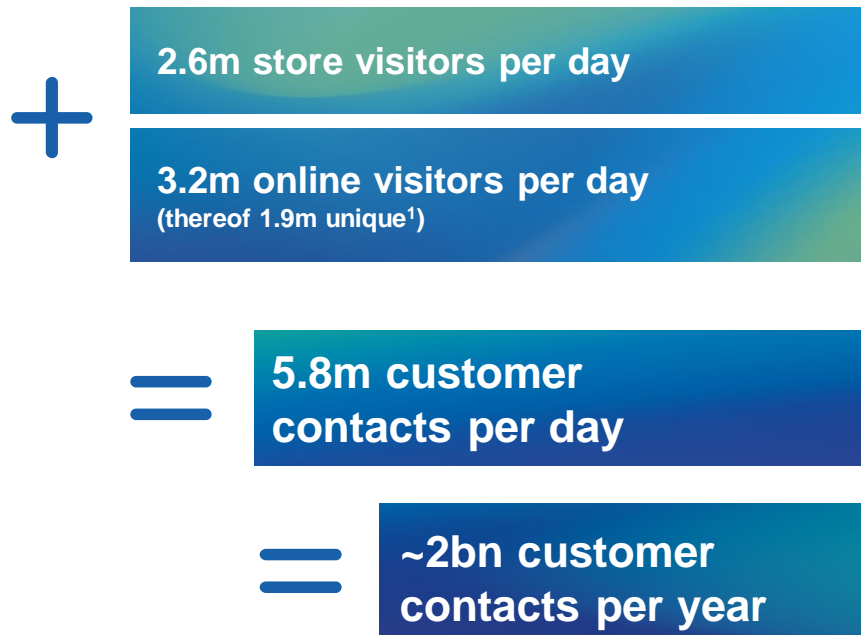 2.6m store visitors per day
+
3.2m online visitors per day
(thereof 1.9m unique¹)
=
5.8m customer
contacts per day
=
~2bn customer
contacts per year